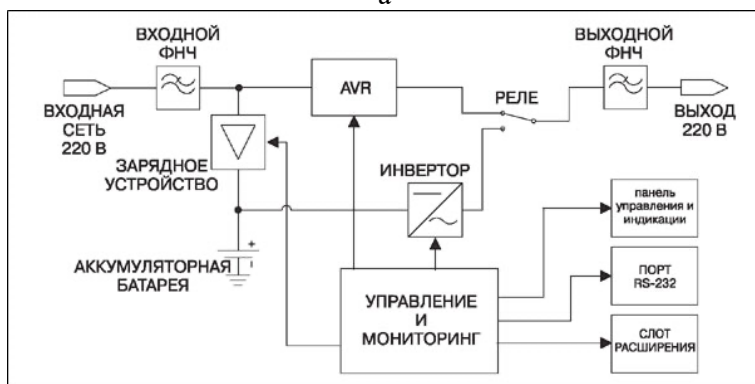 а
ВХОДНОЙ
ФНЧ
ВЫХОДНОЙ
ФНЧ
AVR
РЕЛЕ
ВХОДНАЯ
СЕТЬ
220 В
ВЫХОД
220 В
ЗАРЯДНОЕ
УСТРОЙСТВО
ИНВЕРТОР
панель
управления и
индикации
+
АККУМУЛЯТОРНАЯ
БАТАРЕЯ
УПРАВЛЕНИЕ
И
МОНИТОРИНГ
ПОРТ
RS-232
СЛОТ
РАСШИРЕНИЯ